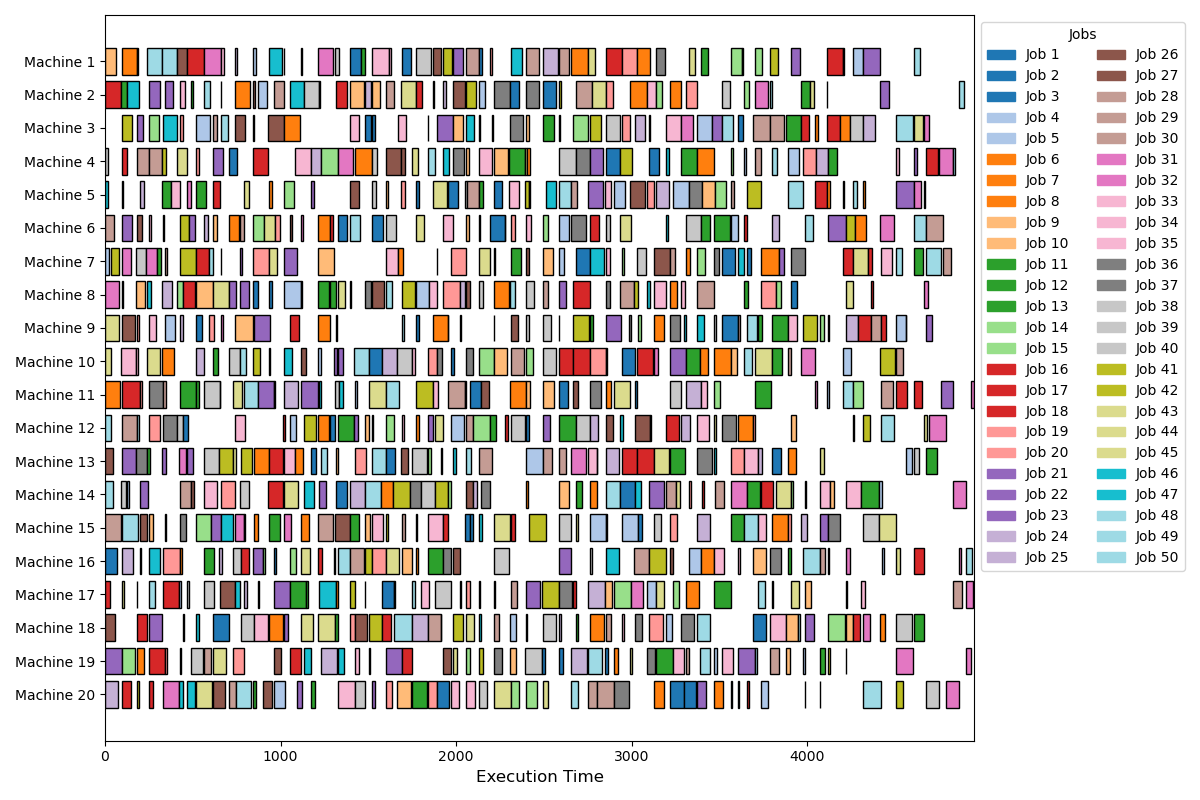 Machine 1
Machine 2
Machine 3
Machine 4
Machine 5
Machine 6
Machine 7
Machine 8
Machine 9
Machine 10
Machine 11
Machine 12
Machine 13
Machine 14
Machine 15
Machine 16
Machine 17
Machine 18
Machine 19
Machine 20
0 1000 2000 3000 4000
Execution Time
Jobs
Job 1 Job 26
Job 2 Job 27
Job 3 Job 28
Job 4 Job 29
Job 5 Job 30
Job 6 Job 31
Job 7 Job 32
Job 8 Job 33
Job 9 Job 34
Job 10 Job 35
Job 11 Job 36
Job 12 Job 37
Job 13 Job 38
Job 14 Job 39
Job 15 Job 40
Job 16 Job 41
Job 17 Job 42
Job 18 Job 43
Job 19 Job 44
Job 20 Job 45
Job 21 Job 46
Job 22 Job 47
Job 23 Job 48
Job 24 Job 49
Job 25 Job 50